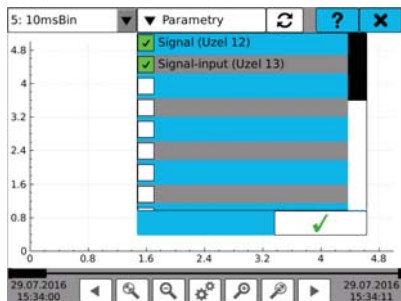 5: 10msBin ▼ ▼ Parametry ? ×
Signal (Uzel 12)
Signal-input (Uzel 13)
4.8
4
3.2
2.4
1.6
0.8
0
0 0.8 1.6 2.4 3.2 4 4.8
29.07.2016
15:34:00
29.07.2016
15:34:11